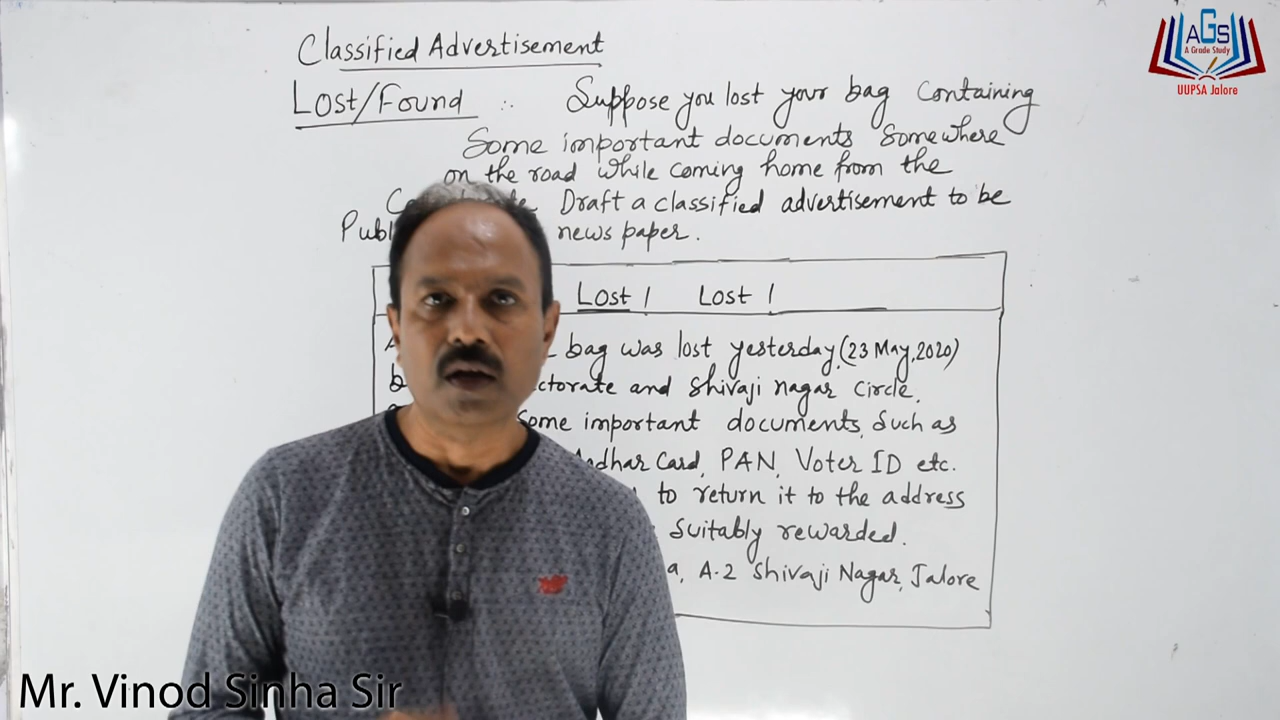 Classified Advertisement
Lost/Found :- Suppose you lost your bag containing
Some important documents Somewhere
on the road while coming home from the
Draft a classified advertisement to be
news paper.
Lost! Lost!
bag was lost yesterday (23 May, 2020)
and Shivaji nagar Circle.
Some important documents, Such as
Card, PAN, Voter ID etc.
to return it to the address
Suitably rewarded.
A-2 Shivaji Nagar, Jalore
AGS
A Grade Study
UUPSA Jalore
Mr. Vinod Sinha Sir